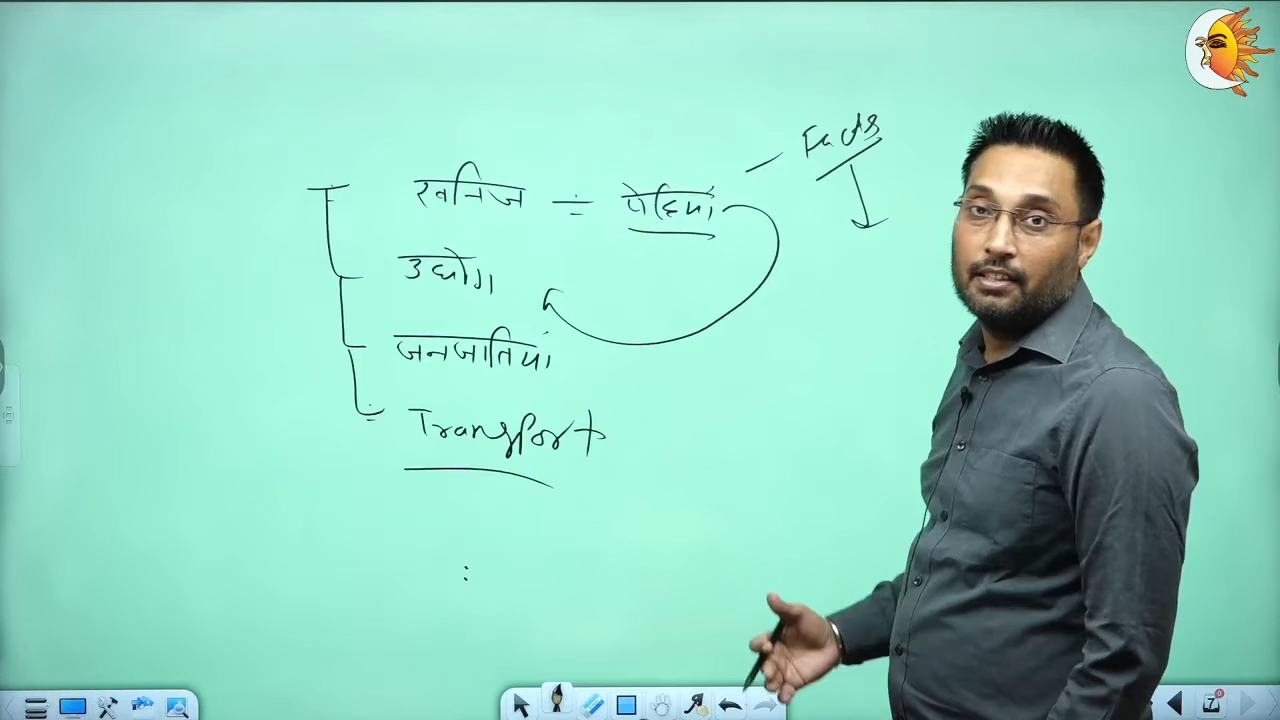 Facts
खनिज ÷ पेटियां
उद्योग
जनजातियां
Transport
: